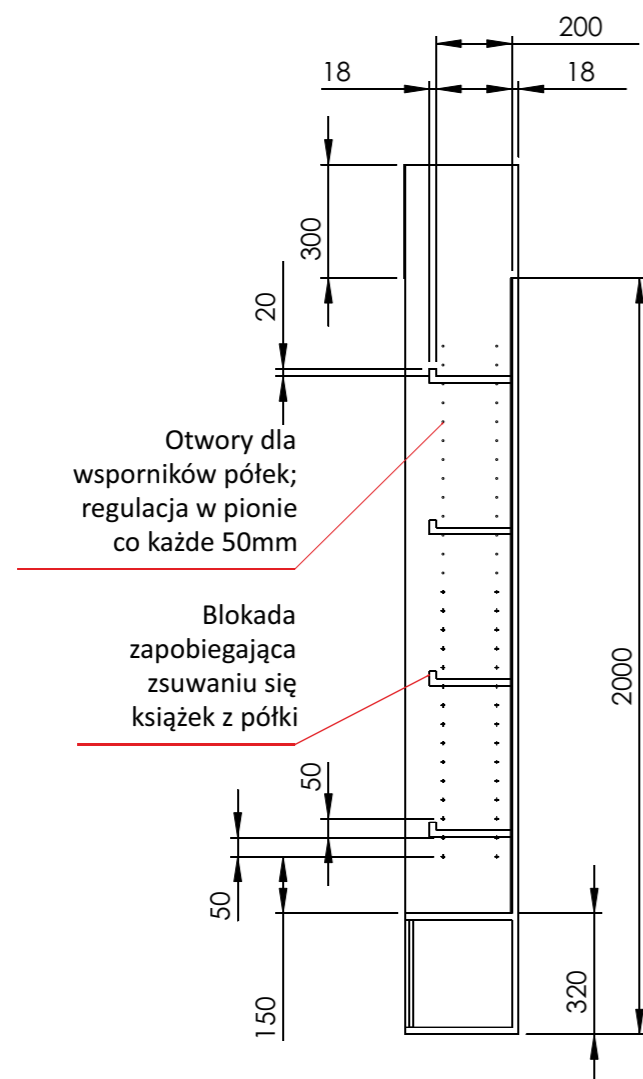 200
18
18
300
20
Otwory dla
wsporników półek;
regulacja w pionie
co każde 50mm
Blokada
zapobiegająca
zsuwaniu się
książek z półki
2000
50
50
150
320